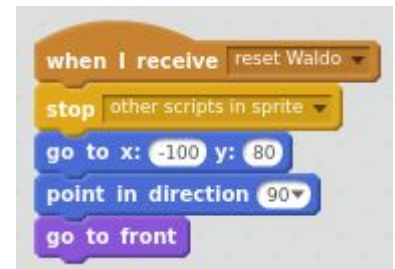 when I receive reset Waldo
stop other scripts in sprite
go to x: -100 y: 80
point in direction 90
go to front